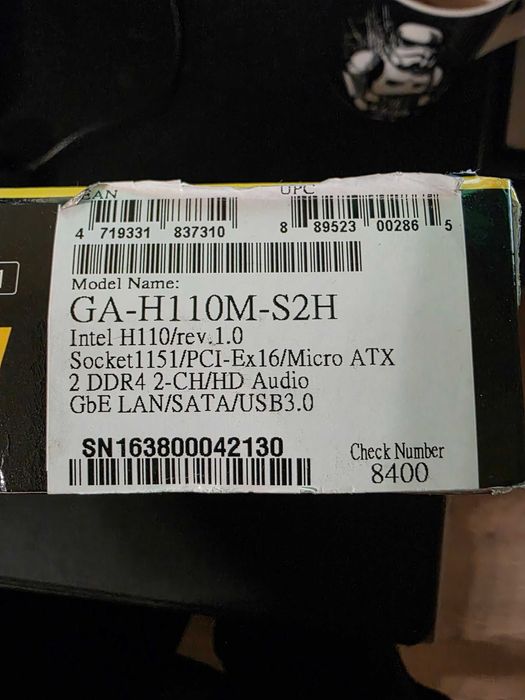 EAN
UPC
4 719331 837310
8 89523 00286 5
Model Name:
GA-H110M-S2H
Intel H110/rev.1.0
Socket1151/PCI-Ex16/Micro ATX
2 DDR4 2-CH/HD Audio
GbE LAN/SATA/USB3.0
SN163800042130
Check Number
8400